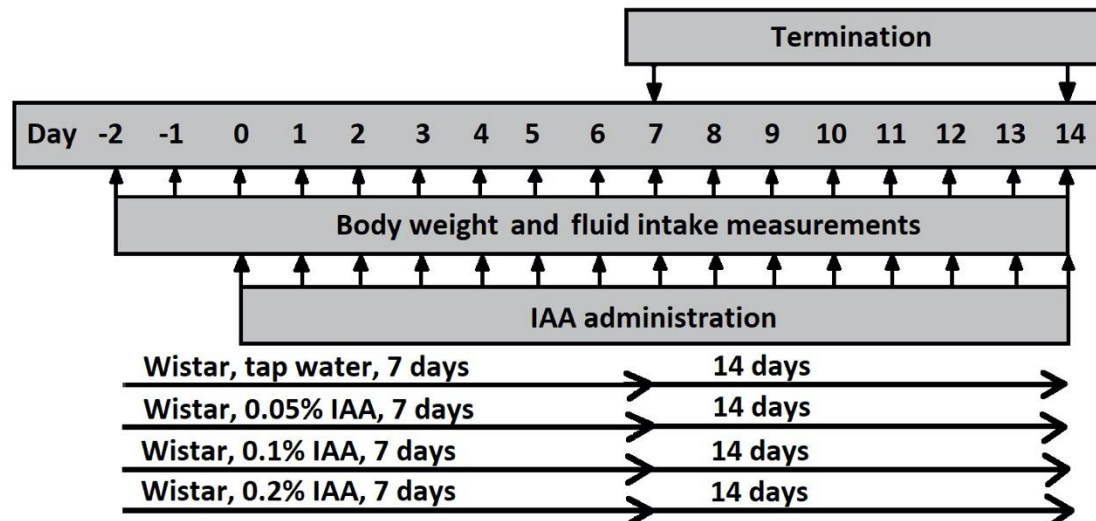 Termination
Day -2 -1 0 1 2 3 4 5 6 7 8 9 10 11 12 13 14
Body weight and fluid intake measurements
IAA administration
Wistar, tap water, 7 days 14 days
Wistar, 0.05% IAA, 7 days 14 days
Wistar, 0.1% IAA, 7 days 14 days
Wistar, 0.2% IAA, 7 days 14 days